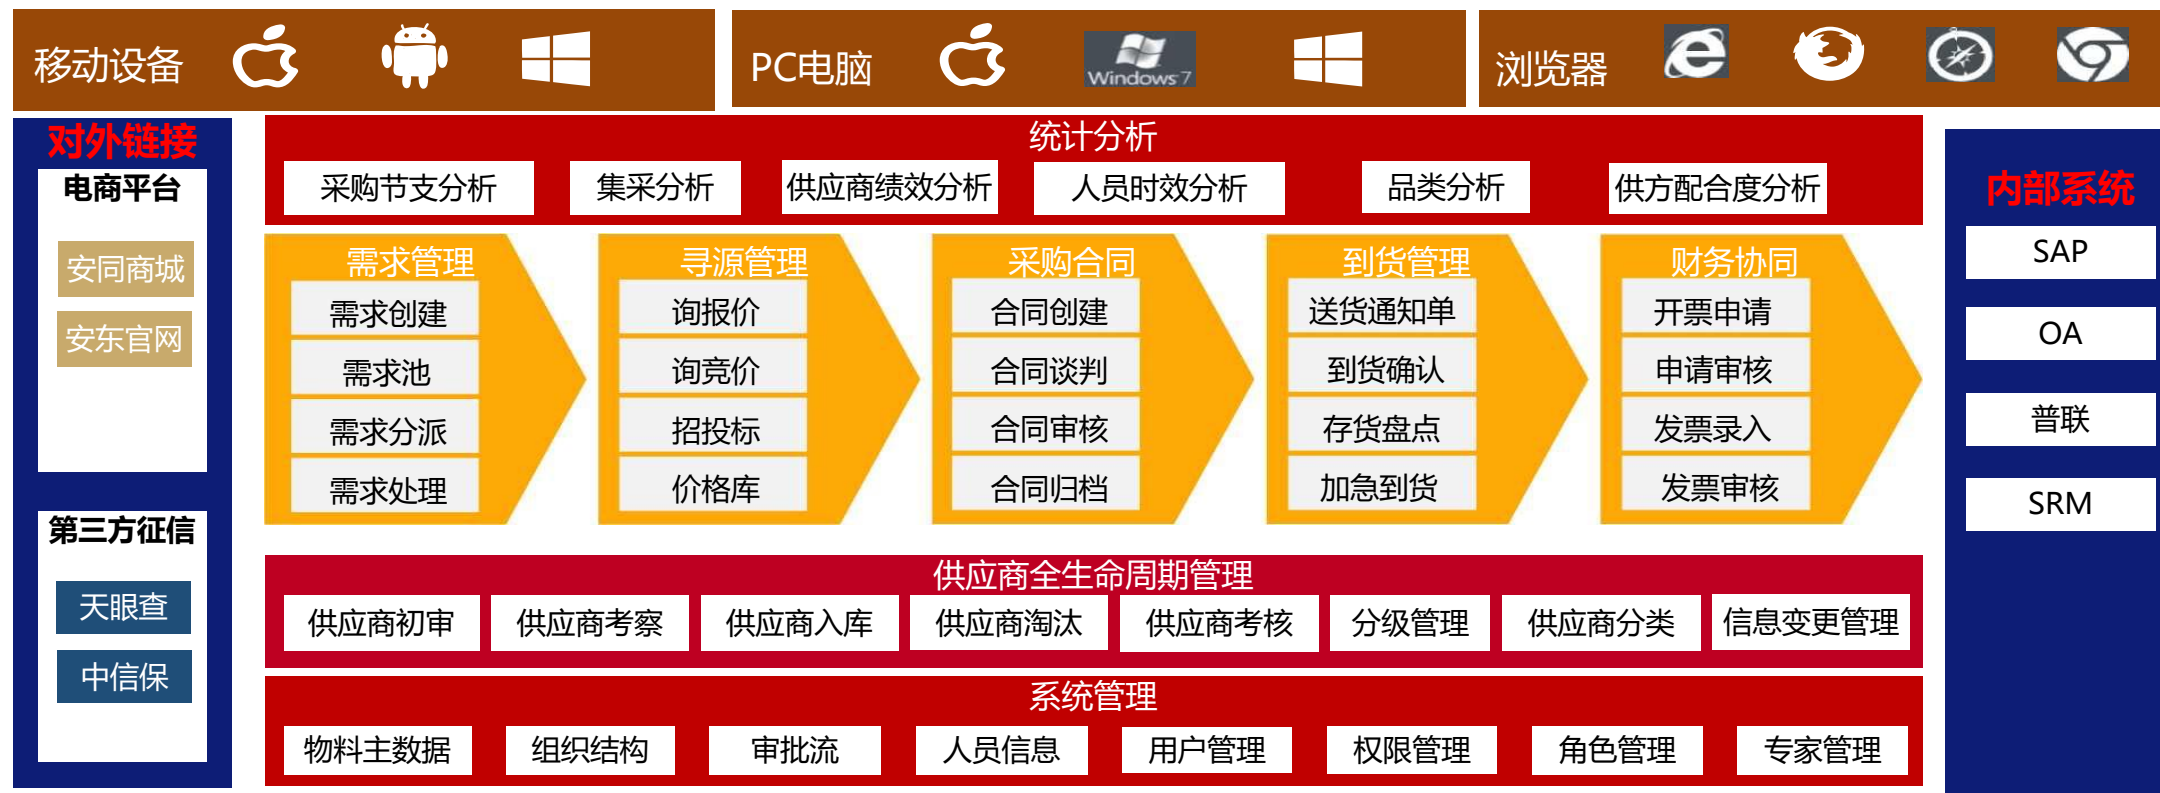 移动设备
PC电脑
Windows 7
浏览器
对外链接
电商平台
安同商城
安东官网
第三方征信
天眼查
中信保
统计分析
采购节支分析
集采分析
供应商绩效分析
人员时效分析
品类分析
供方配合度分析
需求管理
需求创建
需求池
需求分派
需求处理
寻源管理
询报价
询竞价
招投标
价格库
采购合同
合同创建
合同谈判
合同审核
合同归档
到货管理
送货通知单
到货确认
存货盘点
加急到货
财务协同
开票申请
申请审核
发票录入
发票审核
供应商全生命周期管理
供应商初审
供应商考察
供应商入库
供应商淘汰
供应商考核
分级管理
供应商分类
信息变更管理
系统管理
物料主数据
组织结构
审批流
人员信息
用户管理
权限管理
角色管理
专家管理
内部系统
SAP
OA
普联
SRM